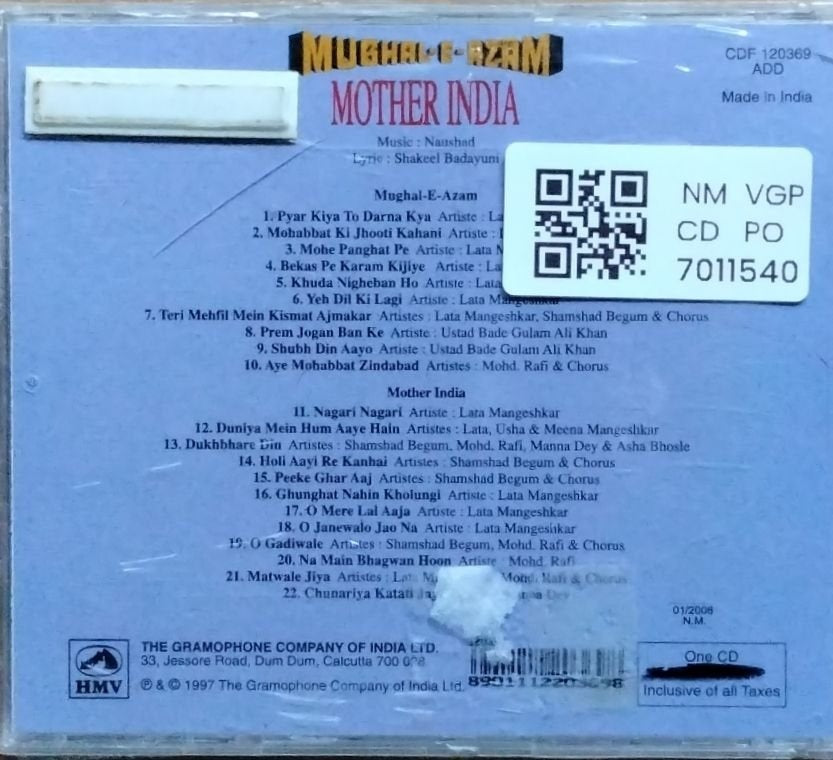 MUGHAL-E-AZAM
MOTHER INDIA
CDF 120369
ADD
Made in India
Music : Naushad
Lyric : Shakeel Badayuni
NM VGP
CD PO
7011540
Mughal-E-Azam
1. Pyar Kiya To Darna Kya Artiste :
2. Mohabbat Ki Jhooti Kahani Artiste :
3. Mohe Panghat Pe Artiste : Lata
4. Bekas Pe Karam Kijiye Artiste :
5. Khuda Nigheban Ho Artiste : Lata
6. Yeh Dil Ki Lagi Artiste : Lata Mangeshkar
7. Teri Mehfil Mein Kismat Ajmakar Artistes : Lata Mangeshkar, Shamshad Begum & Chorus
8. Prem Jogan Ban Ke Artiste : Ustad Bade Gulam Ali Khan
9. Shubh Din Aayo Artiste : Ustad Bade Gulam Ali Khan
10. Aye Mohabbat Zindabad Artistes : Mohd. Rafi & Chorus
Mother India
11. Nagari Nagari Artiste : Lata Mangeshkar
12. Duniya Mein Hum Aaye Hain Artistes : Lata, Usha & Meena Mangeshkar
13. Dukhbhare Din Artistes : Shamshad Begum, Mohd. Rafi, Manna Dey & Asha Bhosle
14. Holi Aayi Re Kanhai Artistes : Shamshad Begum & Chorus
15. Peeke Ghar Aaj Artistes : Shamshad Begum & Chorus
16. Ghunghat Nahin Kholungi Artiste : Lata Mangeshkar
17. O Mere Lal Aaja Artiste : Lata Mangeshkar
18. O Janewalo Jao Na Artiste : Lata Mangeshkar
19. O Gadiwale Artistes : Shamshad Begum, Mohd. Rafi & Chorus
20. Na Main Bhagwan Hoon Artiste : Mohd. Rafi
21. Matwale Jiya Artistes : Lata Mohd. Rafi & Chorus
22. Chunariya Katati Dey
01/2008
N.M.
HMV
THE GRAMOPHONE COMPANY OF INDIA LTD.
33, Jessore Road, Dum Dum, Calcutta 700 028
℗ & © 1997 The Gramophone Company of India Ltd.
8901112203698
One CD
Inclusive of all Taxes